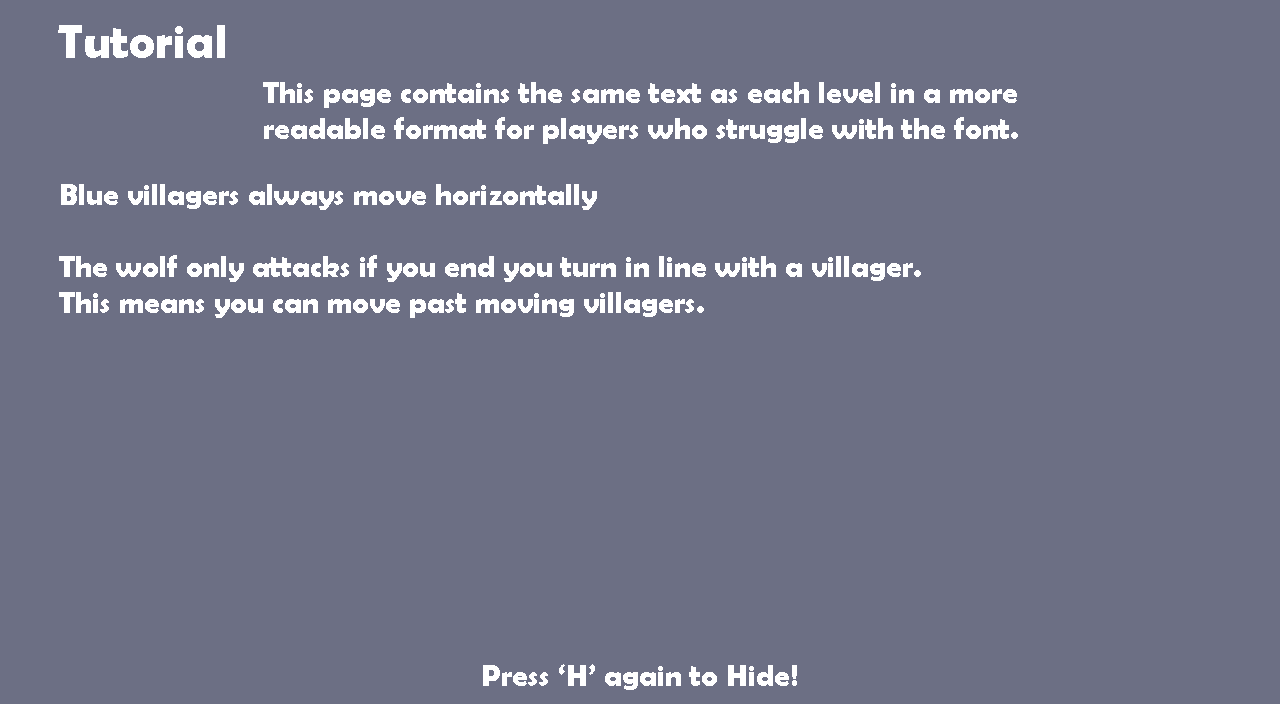 Tutorial
This page contains the same text as each level in a more
readable format for players who struggle with the font.
Blue villagers always move horizontally
The wolf only attacks if you end you turn in line with a villager.
This means you can move past moving villagers.
Press ‘H’ again to Hide!